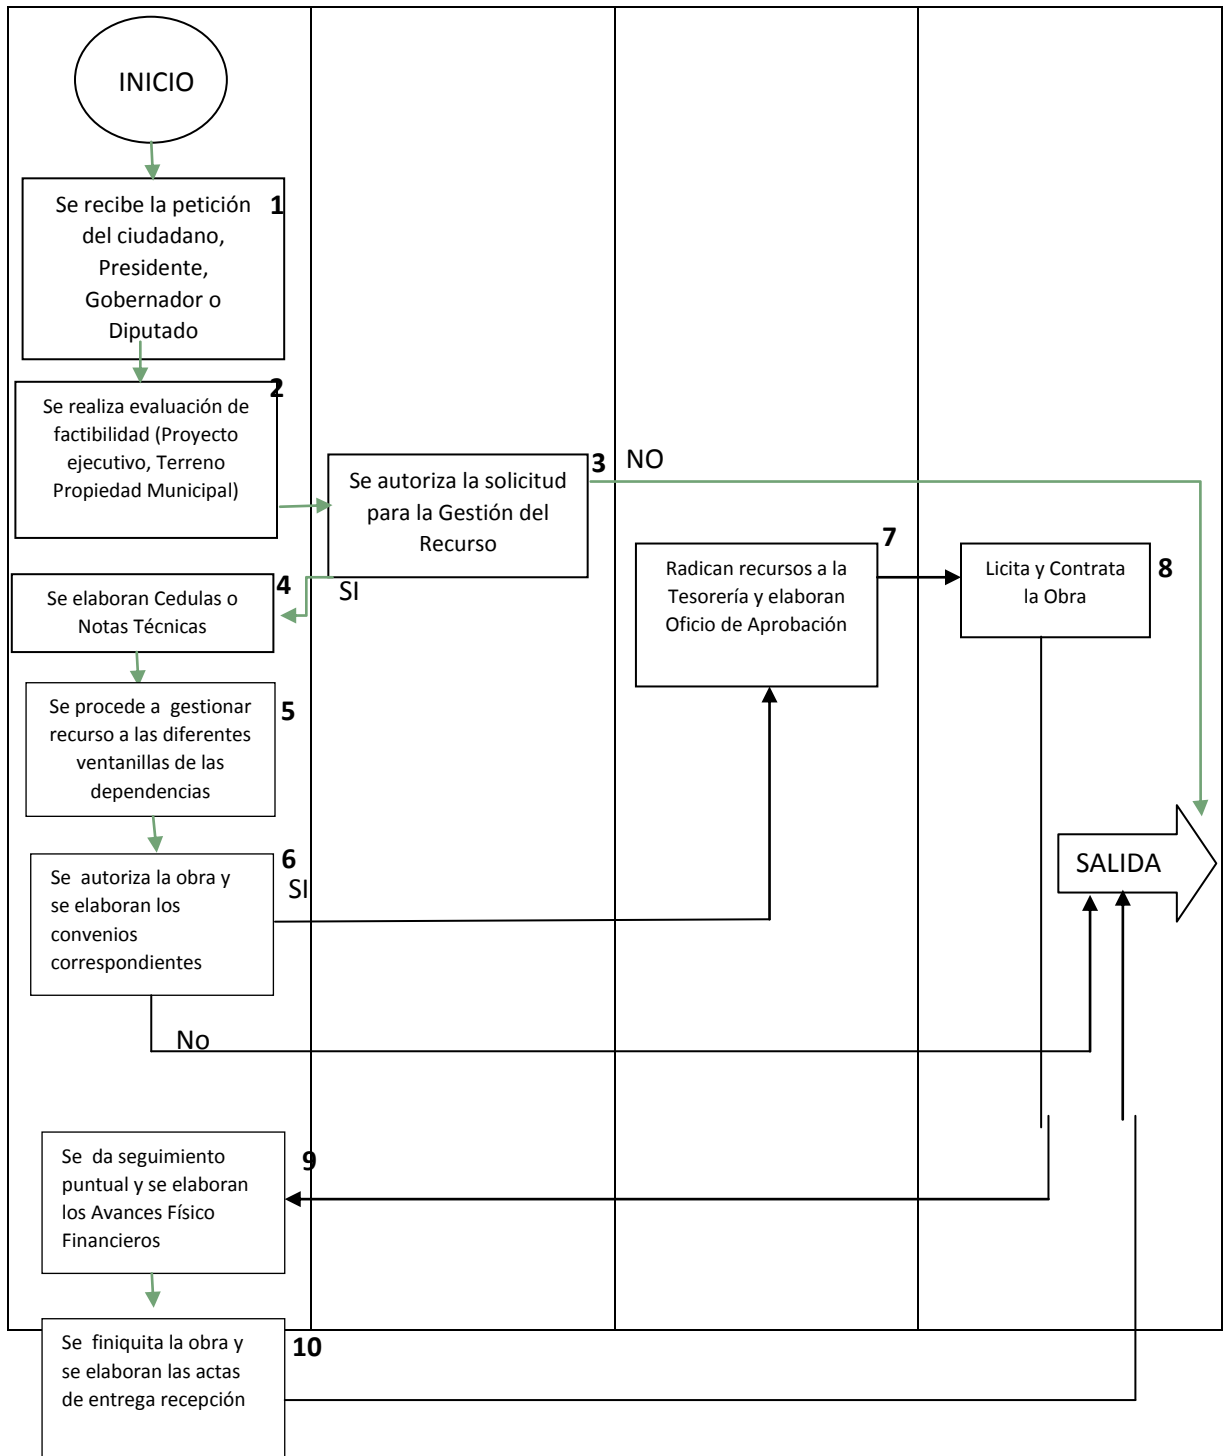 INICIO
Se recibe la petición
del ciudadano,
Presidente,
Gobernador o
Diputado
1
Se realiza evaluación de
factibilidad (Proyecto
ejecutivo, Terreno
Propiedad Municipal)
2
Se autoriza la solicitud
para la Gestión del
Recurso
3
NO
SI
Se elaboran Cedulas o
Notas Técnicas
4
Se procede a gestionar
recurso a las diferentes
ventanillas de las
dependencias
5
Se autoriza la obra y
se elaboran los
convenios
correspondientes
6
SI
No
Radican recursos a la
Tesorería y elaboran
Oficio de Aprobación
7
Licita y Contrata
la Obra
8
SALIDA
Se da seguimiento
puntual y se elaboran
los Avances Físico
Financieros
9
Se finiquita la obra y
se elaboran las actas
de entrega recepción
10